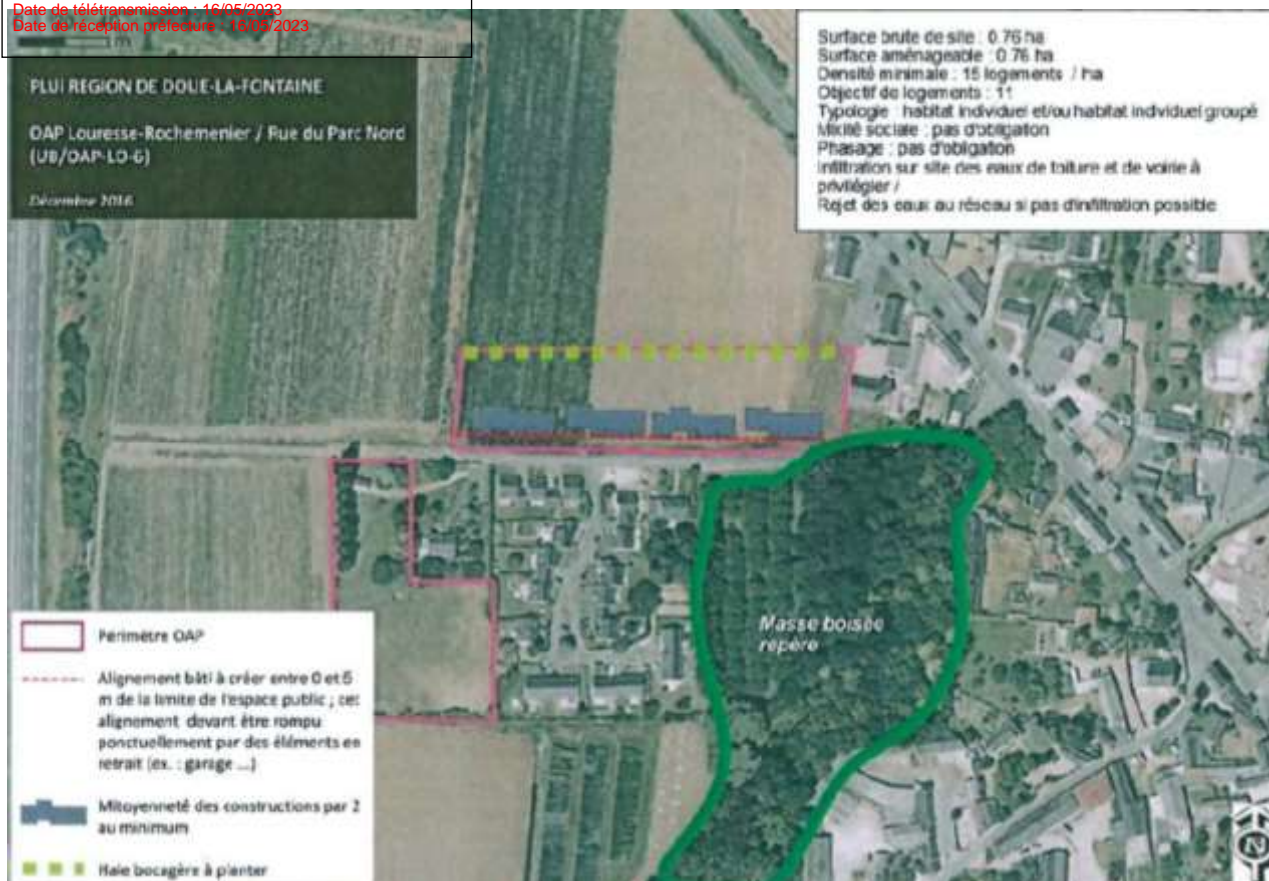 Date de télétransmission : 16/05/2023
Date de réception préfecture : 16/05/2023
PLUI REGION DE DOUE-LA-FONTAINE
OAP Louresse-Rochemenier / Rue du Parc Nord
(UB/OAP-LO-6)
Décembre 2016
Surface brute de site : 0.76 ha
Surface aménageable : 0.76 ha
Densité minimale : 15 logements / ha
Objectif de logements : 11
Typologie : habitat individuel et/ou habitat individuel groupé
Mixité sociale : pas d'obligation
Phasage : pas d'obligation
Infiltration sur site des eaux de toiture et de voirie à
privilégier /
Rejet des eaux au réseau si pas d'infiltration possible
Masse boisée
repère
Périmètre OAP
Alignement bâti à créer entre 0 et 5
m de la limite de l'espace public ; cet
alignement devant être rompu
ponctuellement par des éléments en
retrait (ex. : garage ...)
Mitoyenneté des constructions par 2
au minimum
Haie bocagère à planter
N